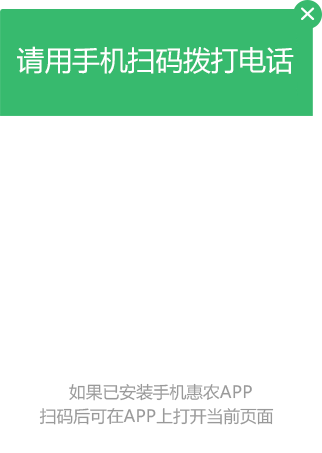 请用手机扫码拨打电话
如果已安装手机惠农APP
扫码后可在APP上打开当前页面